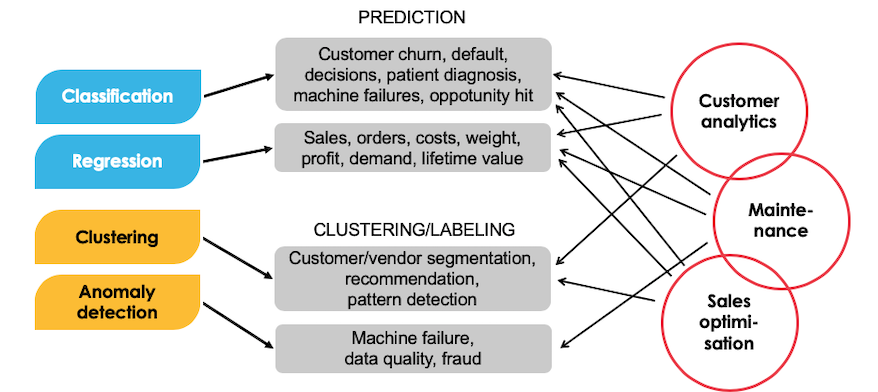 PREDICTION
Classification
Customer churn, default,
decisions, patient diagnosis,
machine failures, oppotunity hit
Customer
analytics
Regression
Sales, orders, costs, weight,
profit, demand, lifetime value
Mainte-
nance
CLUSTERING/LABELING
Clustering
Customer/vendor segmentation,
recommendation,
pattern detection
Anomaly
detection
Machine failure,
data quality, fraud
Sales
optimi-
sation